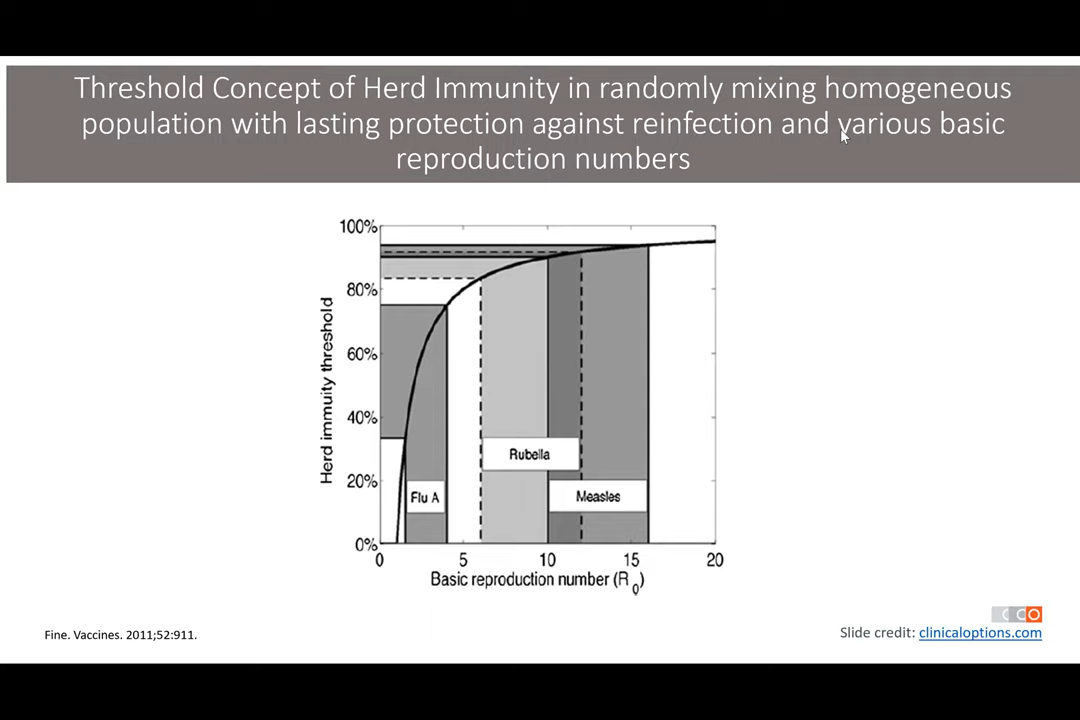 Threshold Concept of Herd Immunity in randomly mixing homogeneous
population with lasting protection against reinfection and various basic
reproduction numbers
100%
80%
60%
40%
20%
0%
Herd immuity threshold
Rubella
Flu A
Measles
0
5
10
15
20
Basic reproduction number (R0)
CCO
Fine. Vaccines. 2011;52:911.
Slide credit: clinicaloptions.com